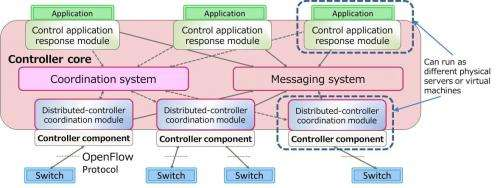 Application
Application
Application
Control application
response module
Control application
response module
Control application
response module
Controller core
Can run as
different physical
servers or virtual
machines
Coordination system
Messaging system
Distributed-controller
coordination module
Distributed-controller
coordination module
Distributed-controller
coordination module
Controller component
Controller component
Controller component
OpenFlow
Protocol
Switch
Switch
Switch
Switch